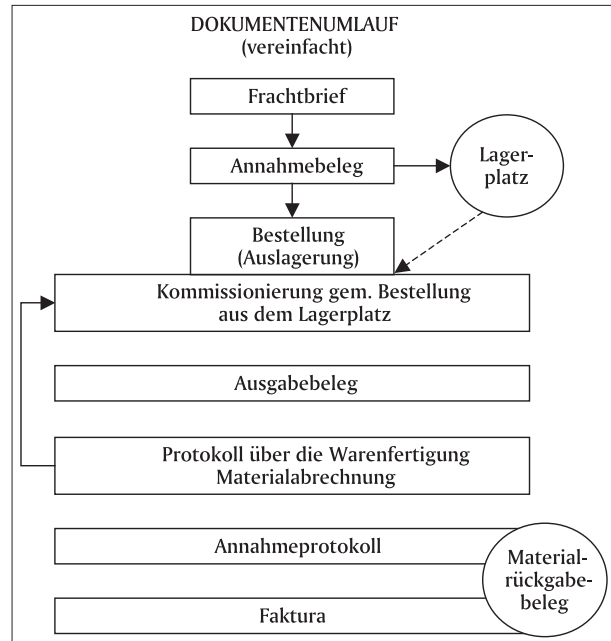 DOKUMENTENUMLAUF
(vereinfacht)
Frachtbrief
Annahmebeleg
Lager-
platz
Bestellung
(Auslagerung)
Kommissionierung gem. Bestellung
aus dem Lagerplatz
Ausgabebeleg
Protokoll über die Warenfertigung
Materialabrechnung
Annahmeprotokoll
Material-
rückgabe-
beleg
Faktura